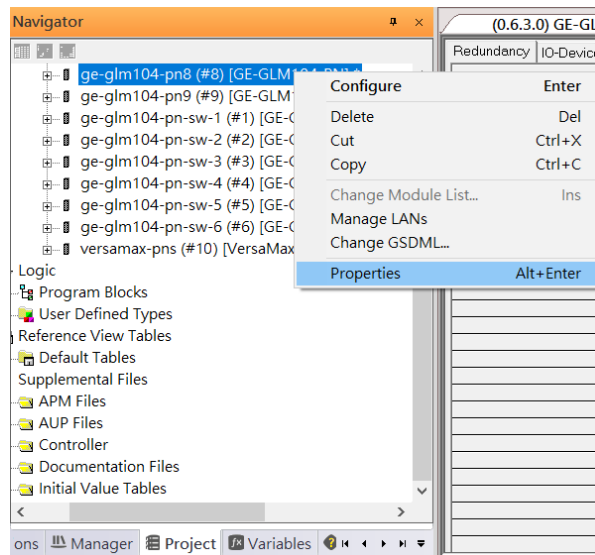 Navigator
(0.6.3.0) GE-GL
Redundancy IO-Device
ge-glm104-pn8 (#8) [GE-GLM104-PN] *
ge-glm104-pn9 (#9) [GE-GLM1
ge-glm104-pn-sw-1 (#1) [GE-G
ge-glm104-pn-sw-2 (#2) [GE-G
ge-glm104-pn-sw-3 (#3) [GE-G
ge-glm104-pn-sw-4 (#4) [GE-G
ge-glm104-pn-sw-5 (#5) [GE-G
ge-glm104-pn-sw-6 (#6) [GE-G
versamax-pns (#10) [VersaMax
Logic
Program Blocks
User Defined Types
Reference View Tables
Default Tables
Supplemental Files
APM Files
AUP Files
Controller
Documentation Files
Initial Value Tables
Configure Enter
Delete Del
Cut Ctrl+X
Copy Ctrl+C
Change Module List... Ins
Manage LANs
Change GSDML...
Properties Alt+Enter
ons Manager Project Variables